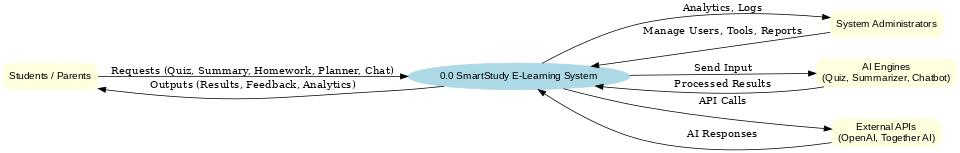 Analytics, Logs
System Administrators
Manage Users, Tools, Reports
Students / Parents
Requests (Quiz, Summary, Homework, Planner, Chat)
Outputs (Results, Feedback, Analytics)
0.0 SmartStudy E-Learning System
Send Input
Processed Results
AI Engines
(Quiz, Summarizer, Chatbot)
API Calls
External APIs
(OpenAI, Together AI)
AI Responses